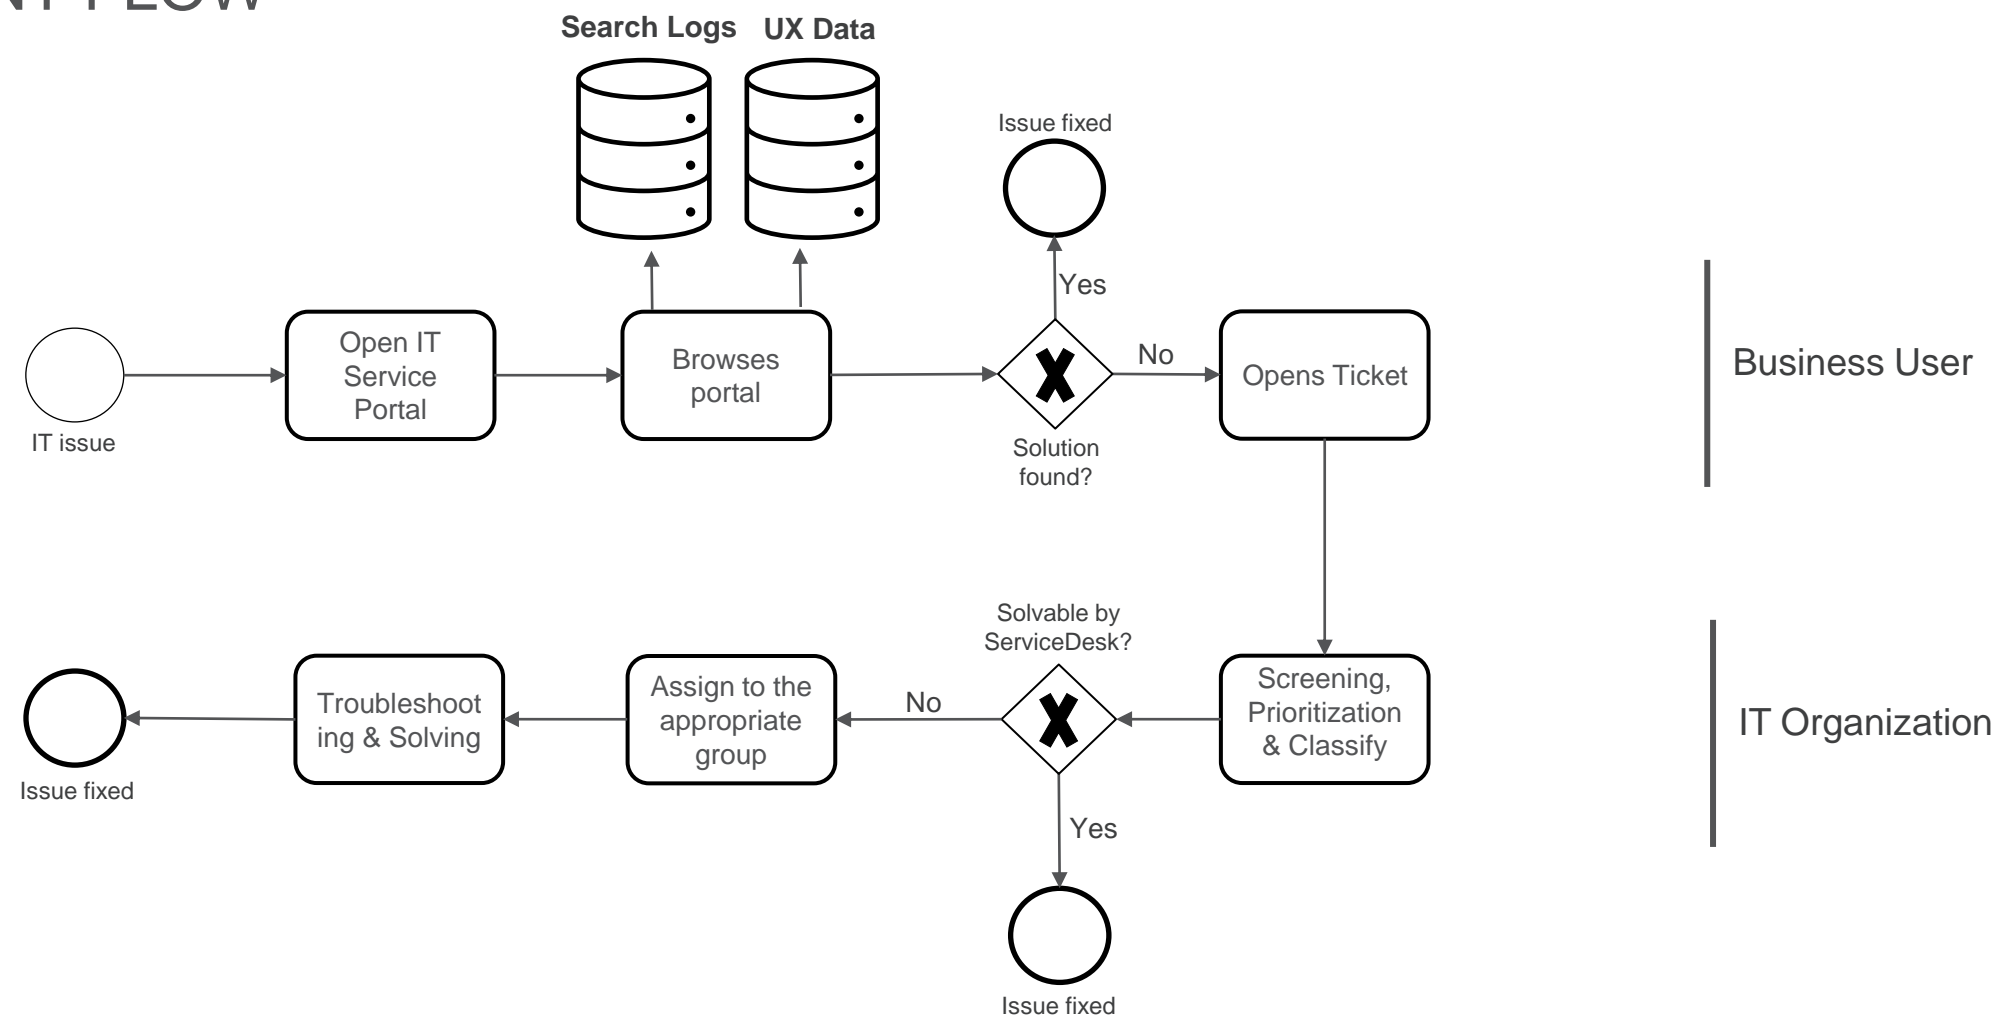 NT FLOW
Search Logs
UX Data
Issue fixed
Yes
Open IT
Service
Portal
Browses
portal
No
Opens Ticket
Business User
IT issue
Solution
found?
Solvable by
ServiceDesk?
Troubleshoot
ing & Solving
Assign to the
appropriate
group
No
Screening,
Prioritization
& Classify
IT Organization
Issue fixed
Yes
Issue fixed